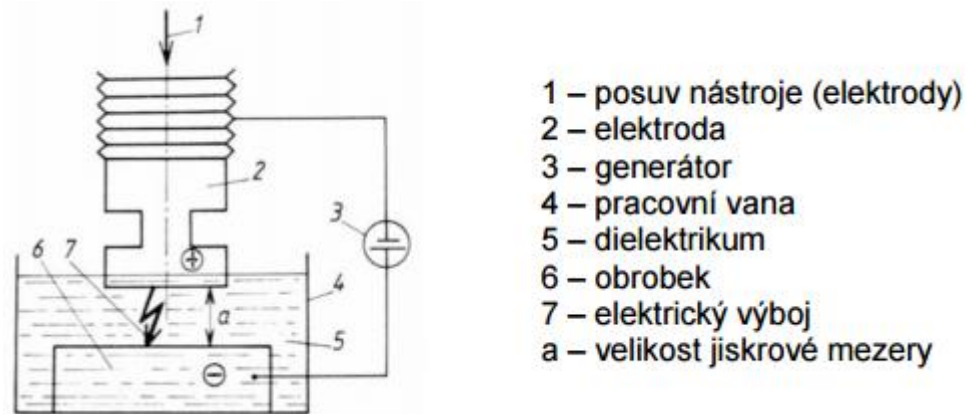 1
2
3
6
7
4
a
5
+
−
1 – posuv nástroje (elektrody)
2 – elektroda
3 – generátor
4 – pracovní vana
5 – dielektrikum
6 – obrobek
7 – elektrický výboj
a – velikost jiskrové mezery